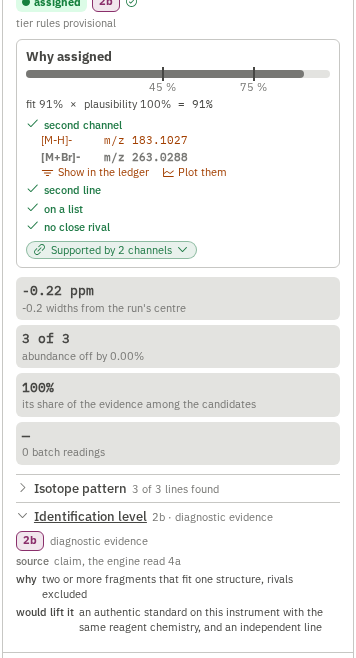 assigned 2b
tier rules provisional
Why assigned
45 % 75 %
fit 91% × plausibility 100% = 91%
second channel
[M-H]- m/z 183.1027
[M+Br]- m/z 263.0288
Show in the ledger Plot them
second line
on a list
no close rival
Supported by 2 channels
-0.22 ppm
-0.2 widths from the run's centre
3 of 3
abundance off by 0.00%
100%
its share of the evidence among the candidates
—
0 batch readings
Isotope pattern 3 of 3 lines found
Identification level 2b · diagnostic evidence
2b diagnostic evidence
source claim, the engine read 4a
why two or more fragments that fit one structure, rivals
excluded
would lift it an authentic standard on this instrument with the
same reagent chemistry, and an independent line